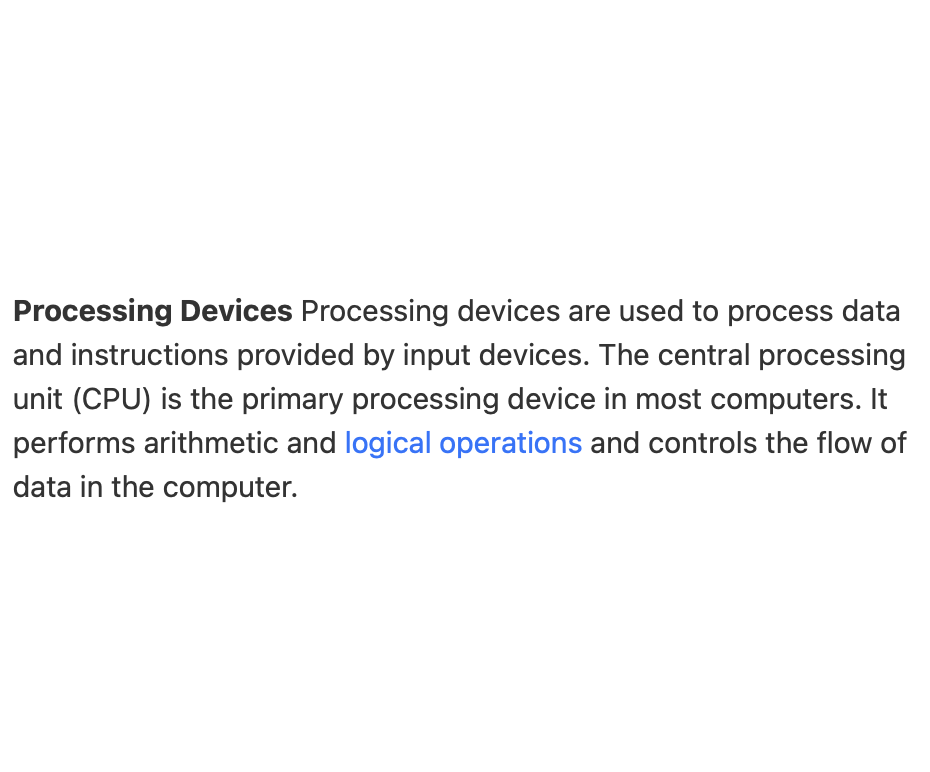 Processing Devices Processing devices are used to process data
and instructions provided by input devices. The central processing
unit (CPU) is the primary processing device in most computers. It
performs arithmetic and logical operations and controls the flow of
data in the computer.